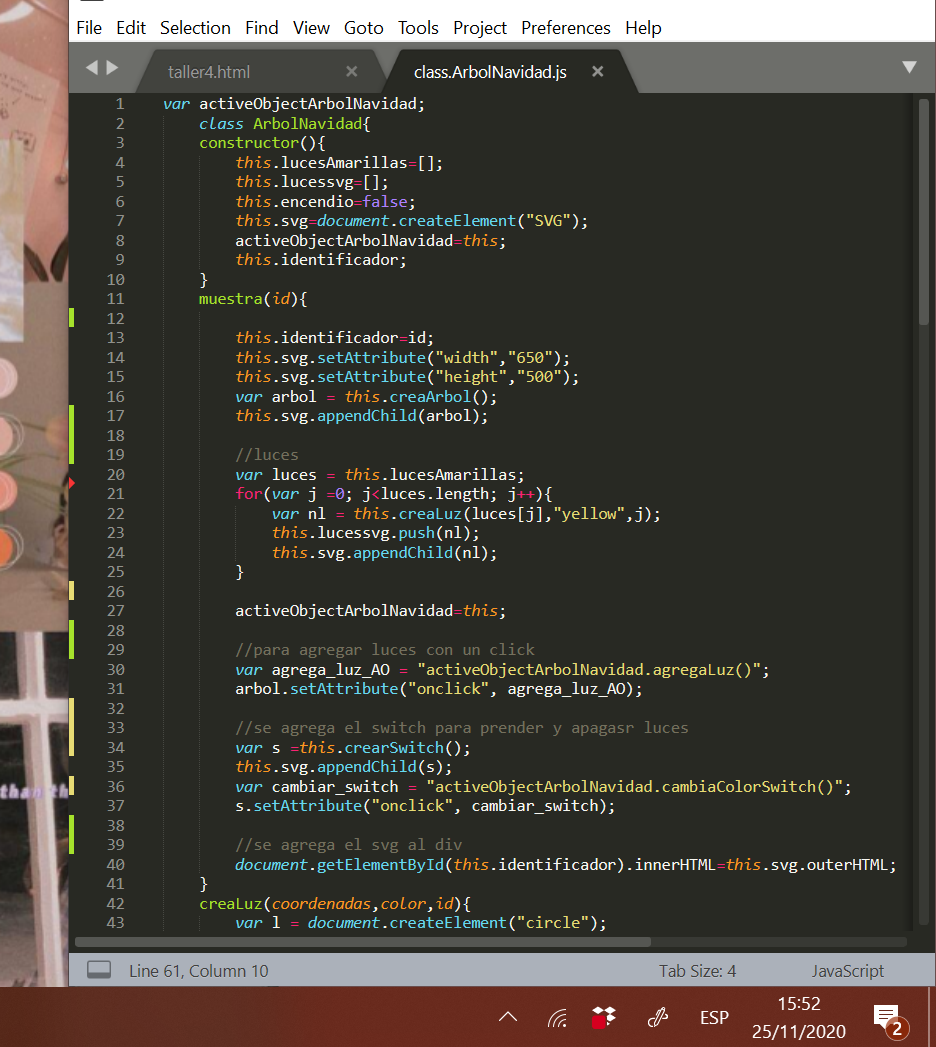 File Edit Selection Find View Goto Tools Project Preferences Help
taller4.html × class.ArbolNavidad.js ×
1 var activeObjectArbolNavidad;
2 class ArbolNavidad{
3 constructor(){
4 this.lucesAmarillas=[];
5 this.lucessvg=[];
6 this.encendio=false;
7 this.svg=document.createElement("SVG");
8 activeObjectArbolNavidad=this;
9 this.identificador;
10 }
11 muestra(id){
12
13 this.identificador=id;
14 this.svg.setAttribute("width","650");
15 this.svg.setAttribute("height","500");
16 var arbol = this.creaArbol();
17 this.svg.appendChild(arbol);
18
19 //luces
20 var luces = this.lucesAmarillas;
21 for(var j =0; j<luces.length; j++){
22 var nl = this.creaLuz(luces[j],"yellow",j);
23 this.lucessvg.push(nl);
24 this.svg.appendChild(nl);
25 }
26
27 activeObjectArbolNavidad=this;
28
29 //para agregar luces con un click
30 var agrega_luz_AO = "activeObjectArbolNavidad.agregaLuz()";
31 arbol.setAttribute("onclick", agrega_luz_AO);
32
33 //se agrega el switch para prender y apagasr luces
34 var s =this.crearSwitch();
35 this.svg.appendChild(s);
36 var cambiar_switch = "activeObjectArbolNavidad.cambiaColorSwitch()";
37 s.setAttribute("onclick", cambiar_switch);
38
39 //se agrega el svg al div
40 document.getElementById(this.identificador).innerHTML=this.svg.outerHTML;
41 }
42 creaLuz(coordenadas,color,id){
43 var l = document.createElement("circle");
Line 61, Column 10 Tab Size: 4 JavaScript
ESP 15:52
25/11/2020 2